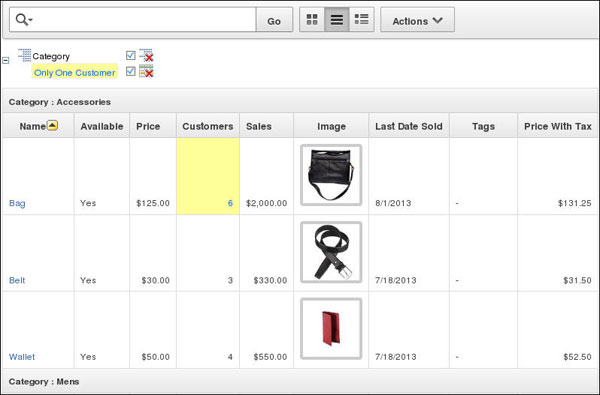 Go Actions
Category
Only One Customer
Category : Accessories
Name Available Price Customers Sales Image Last Date Sold Tags Price With Tax
Bag Yes $125.00 6 $2,000.00 8/1/2013 - $131.25
Belt Yes $30.00 3 $330.00 7/18/2013 - $31.50
Wallet Yes $50.00 4 $550.00 7/18/2013 - $52.50
Category : Mens